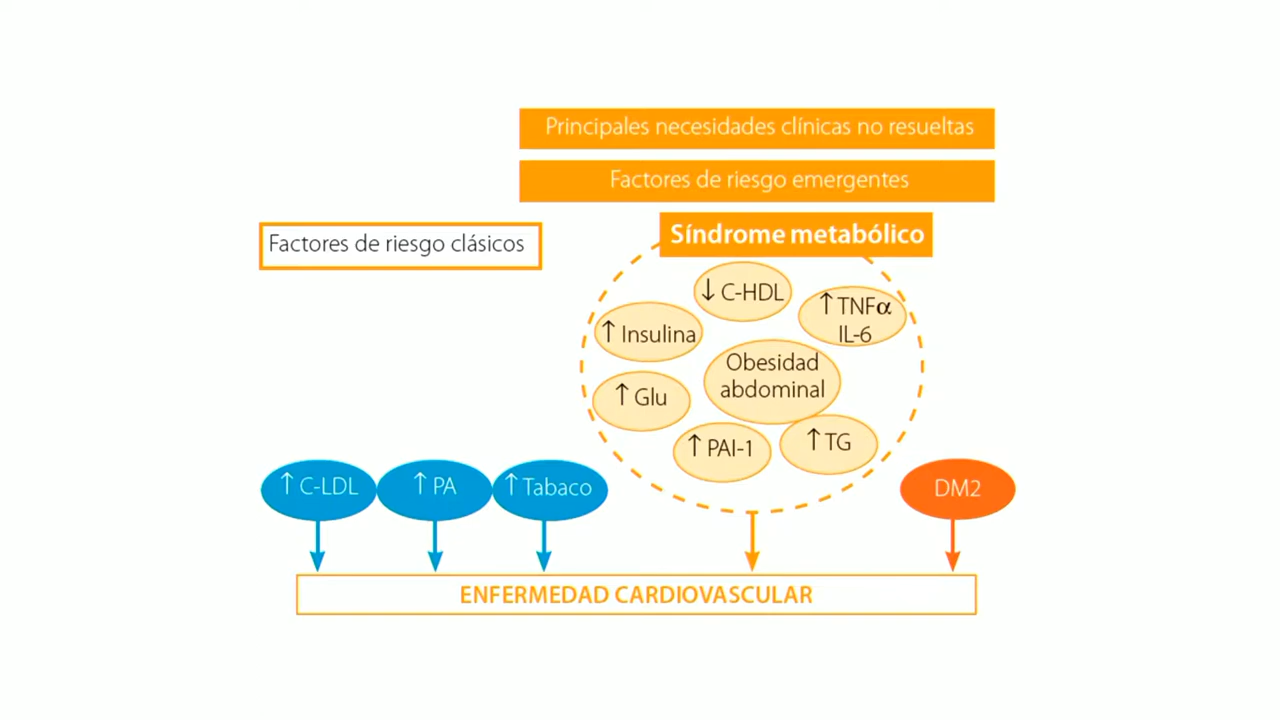 Principales necesidades clínicas no resueltas
Factores de riesgo emergentes
Síndrome metabólico
Factores de riesgo clásicos
↓ C-HDL
↑ TNFα
IL-6
↑ Insulina
Obesidad
abdominal
↑ Glu
↑ PAI-1
↑ TG
↑ C-LDL
↑ PA
↑ Tabaco
DM2
ENFERMEDAD CARDIOVASCULAR